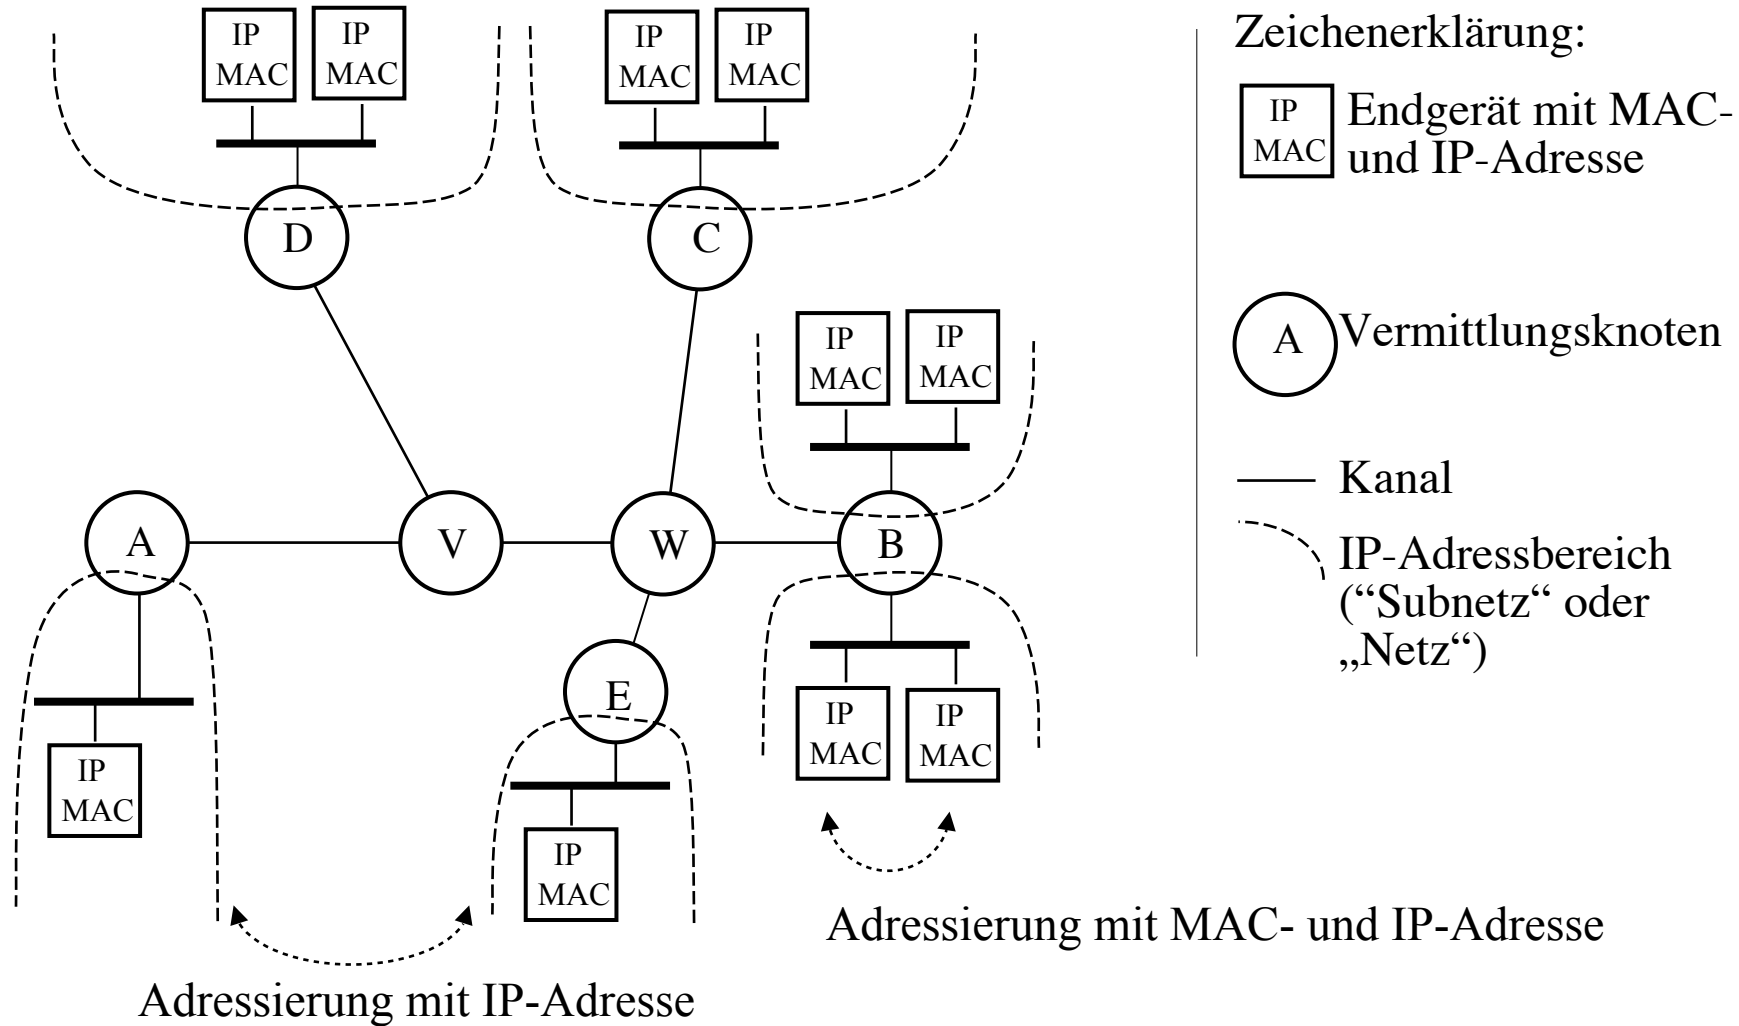 IP
MAC
IP
MAC
IP
MAC
IP
MAC
D
C
IP
MAC
IP
MAC
A
V
W
B
E
IP
MAC
IP
MAC
IP
MAC
IP
MAC
Adressierung mit MAC- und IP-Adresse
Adressierung mit IP-Adresse
Zeichenerklärung:
IP
MAC
Endgerät mit MAC-
und IP-Adresse
A
Vermittlungsknoten
Kanal
IP-Adressbereich
(“Subnetz“ oder
„Netz“)